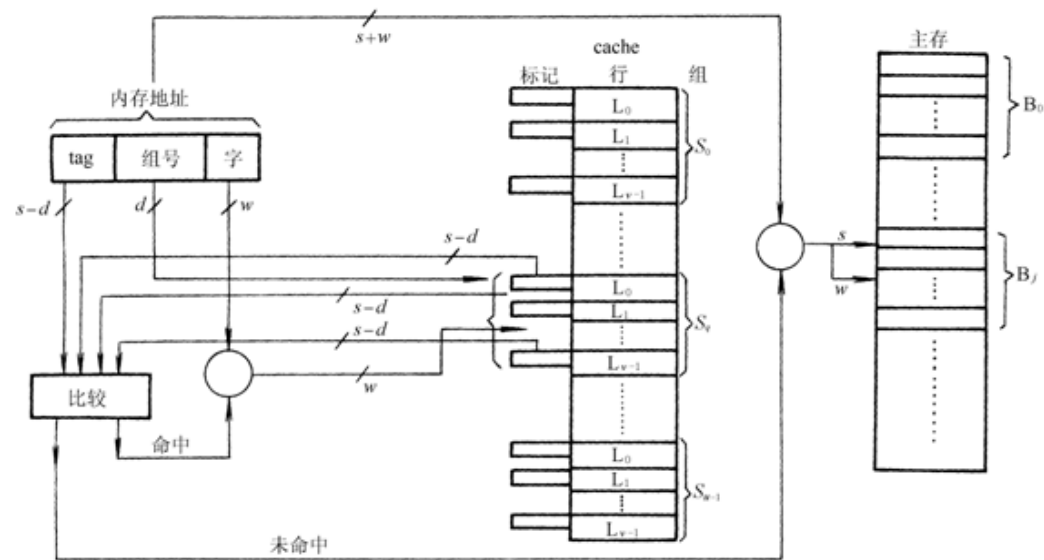 s+w
cache
主存
标记 行 组
内存地址
tag 组号 字
L₀
L₁
Lᵥ₋₁
S₀
B₀
s−d
d
w
s−d
s−d
s−d
L₀
L₁
Lᵥ₋₁
S_q
s
w
Bⱼ
比较
w
命中
L₀
L₁
Lᵥ₋₁
Sᵤ₋₁
未命中